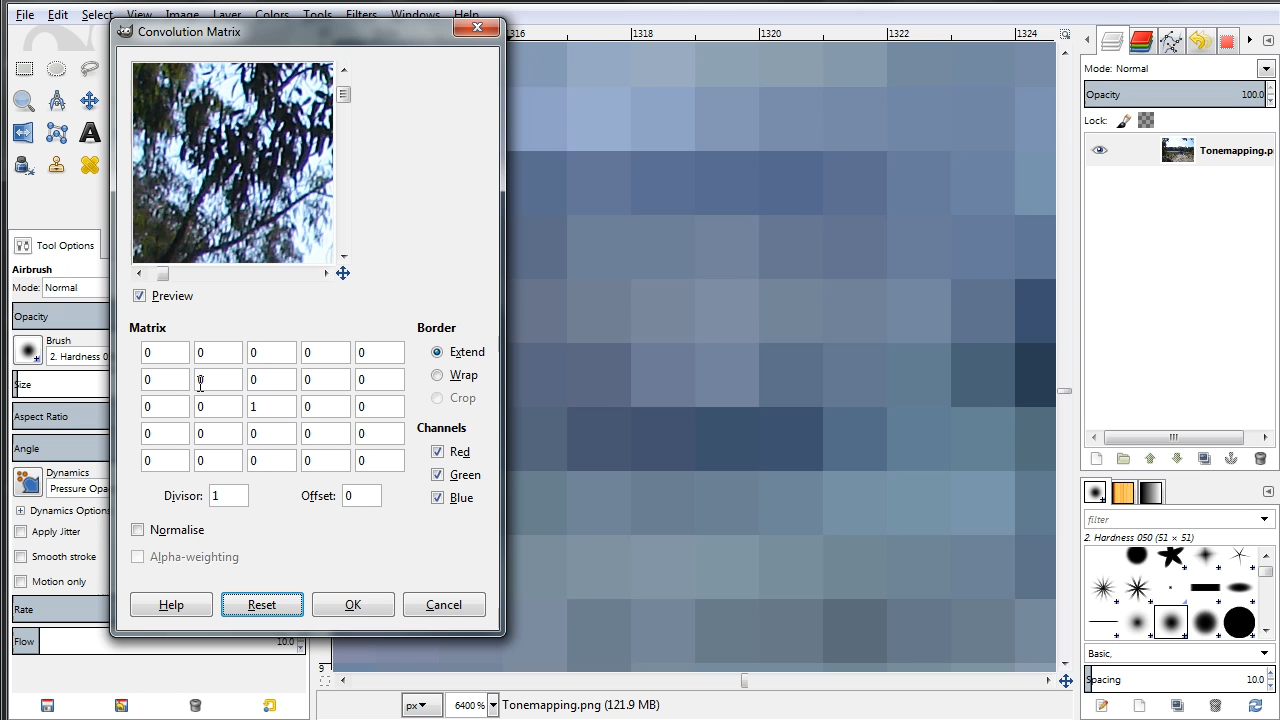 File Edit Select View Image Layer Colors Tools Filters Windows Help
Convolution Matrix
316 1318 1320 1322 1324
Mode: Normal
Opacity 100.0
Lock:
Tonemapping.p
Tool Options
Airbrush
Mode: Normal
Opacity
Brush
2. Hardness 0
Size
Aspect Ratio
Angle
Dynamics
Pressure Opa
Dynamics Option
Apply Jitter
Smooth stroke
Motion only
Rate
Flow 10.0
Preview
Matrix
0 0 0 0 0
0 0 0 0 0
0 0 1 0 0
0 0 0 0 0
0 0 0 0 0
Divisor: 1 Offset: 0
Normalise
Alpha-weighting
Border
Extend
Wrap
Crop
Channels
Red
Green
Blue
Help Reset OK Cancel
9
px 6400 % Tonemapping.png (121.9 MB)
filter
2. Hardness 050 (51 × 51)
Basic,
Spacing 10.0